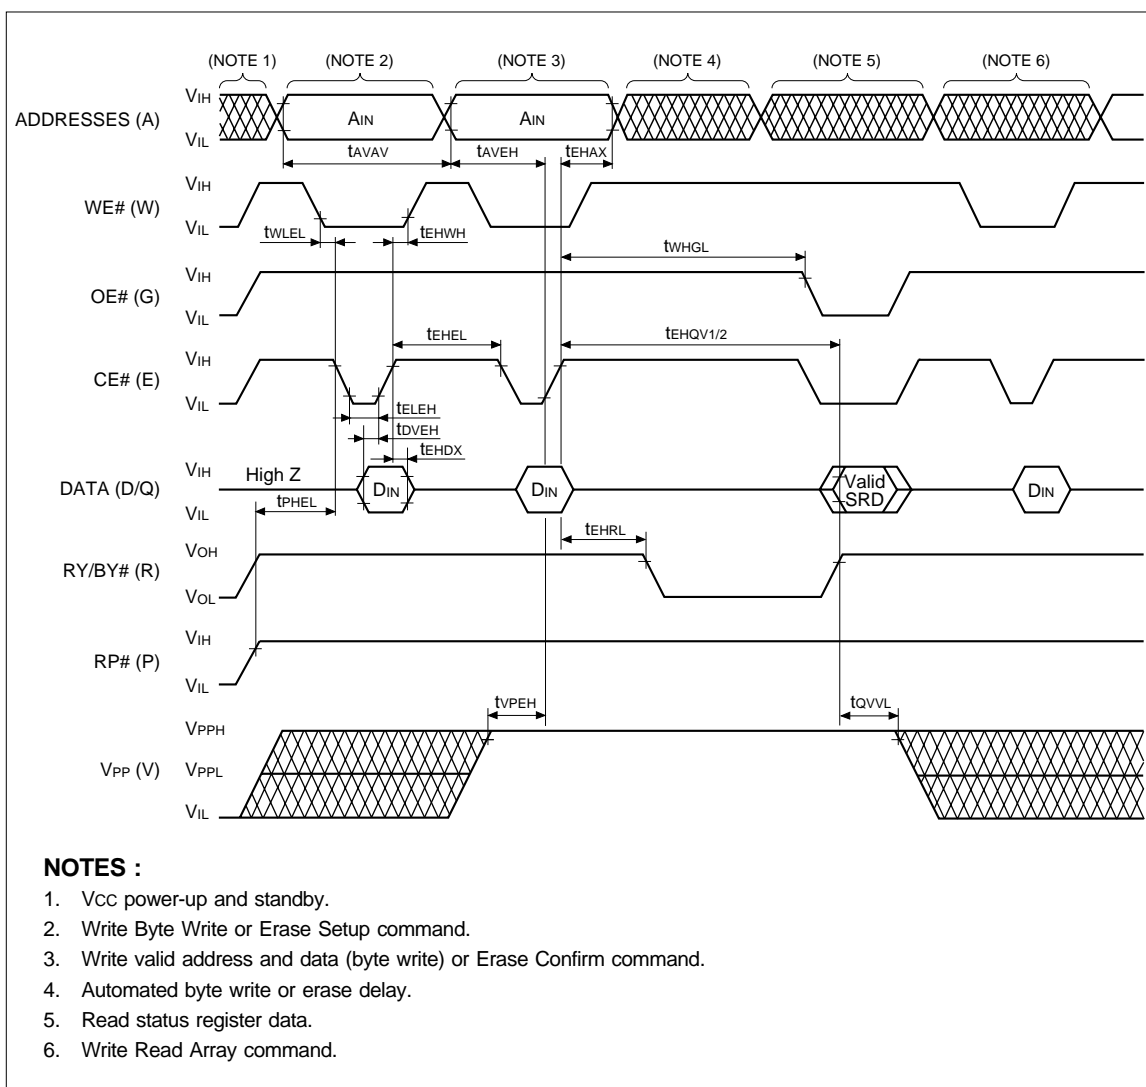 (NOTE 1) (NOTE 2) (NOTE 3) (NOTE 4) (NOTE 5) (NOTE 6)
VIH
ADDRESSES (A) AIN AIN
VIL
tAVAV tAVEH tEHAX
VIH
WE# (W)
VIL
tWLEL tEHWH
tWHGL
VIH
OE# (G)
VIL
tEHEL tEHQV1/2
VIH
CE# (E)
VIL
tELEH
tDVEH
tEHDX
VIH
High Z
DATA (D/Q) DIN DIN Valid SRD DIN
VIL
tPHEL
tEHRL
VOH
RY/BY# (R)
VOL
VIH
RP# (P)
VIL
tVPEH tQVVL
VPPH
VPP (V) VPPL
VIL
NOTES :
1. VCC power-up and standby.
2. Write Byte Write or Erase Setup command.
3. Write valid address and data (byte write) or Erase Confirm command.
4. Automated byte write or erase delay.
5. Read status register data.
6. Write Read Array command.